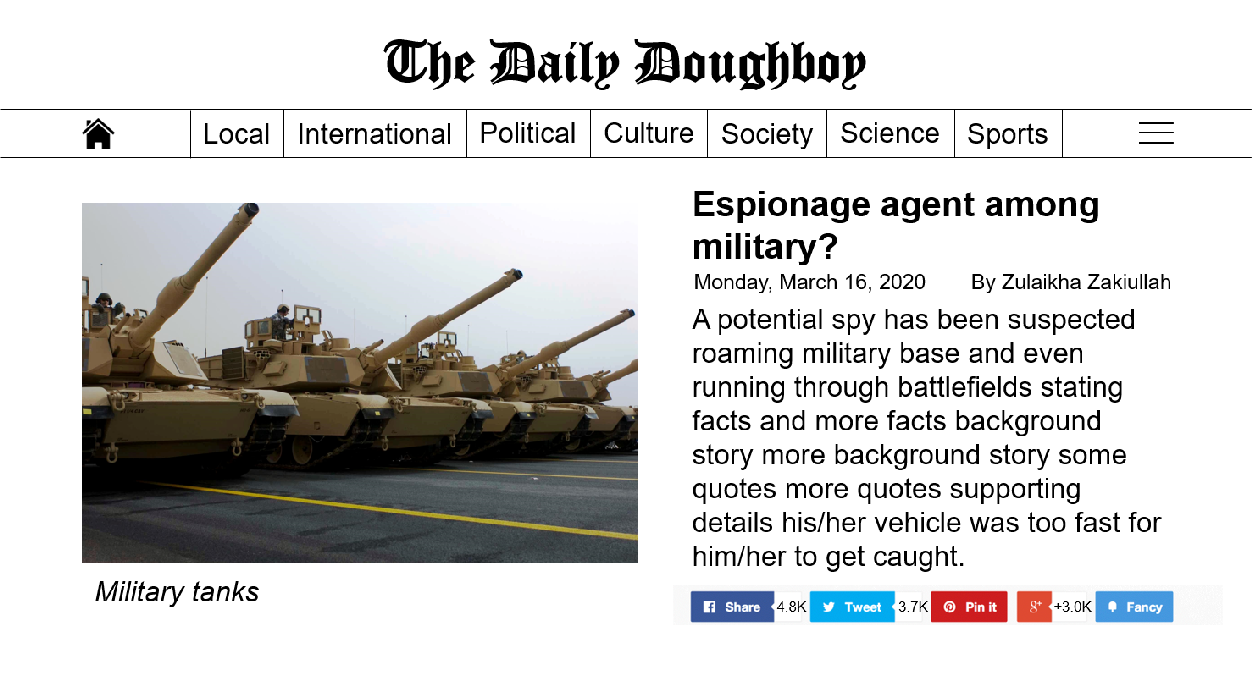 The Daily Doughboy
Local International Political Culture Society Science Sports
Espionage agent among
military?
Monday, March 16, 2020 By Zulaikha Zakiullah
A potential spy has been suspected
roaming military base and even
running through battlefields stating
facts and more facts background
story more background story some
quotes more quotes supporting
details his/her vehicle was too fast for
him/her to get caught.
Military tanks
Share 4.8K Tweet 3.7K Pin it g+ +3.0K Fancy